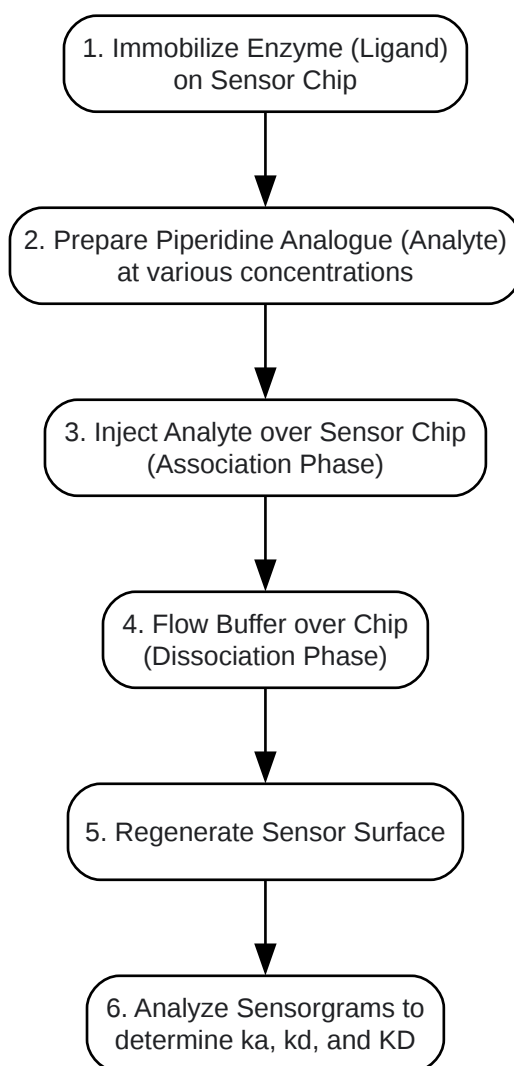 1. Immobilize Enzyme (Ligand)
on Sensor Chip
2. Prepare Piperidine Analogue (Analyte)
at various concentrations
3. Inject Analyte over Sensor Chip
(Association Phase)
4. Flow Buffer over Chip
(Dissociation Phase)
5. Regenerate Sensor Surface
6. Analyze Sensorgrams to
determine ka, kd, and KD